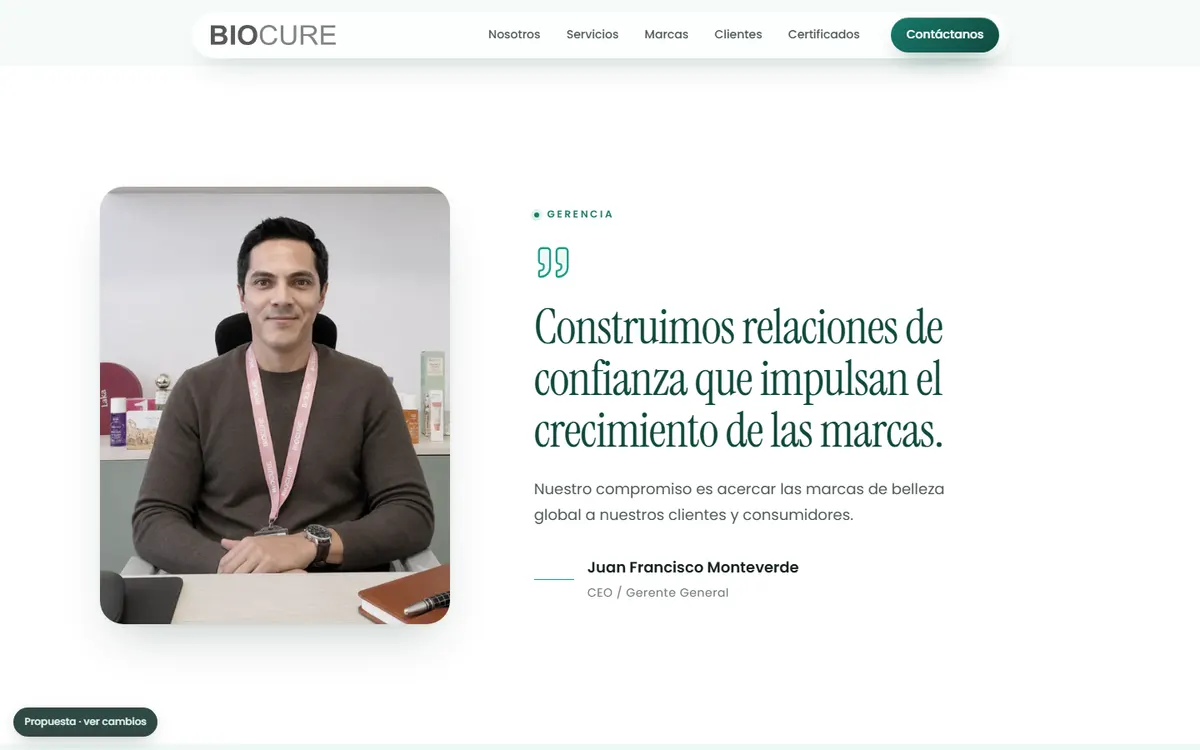 BIOCURE
Nosotros
Servicios
Marcas
Clientes
Certificados
Contáctanos
GERENCIA
Construimos relaciones de
confianza que impulsan el
crecimiento de las marcas.
Nuestro compromiso es acercar las marcas de belleza
global a nuestros clientes y consumidores.
Juan Francisco Monteverde
CEO / Gerente General
Laka
Propuesta · ver cambios